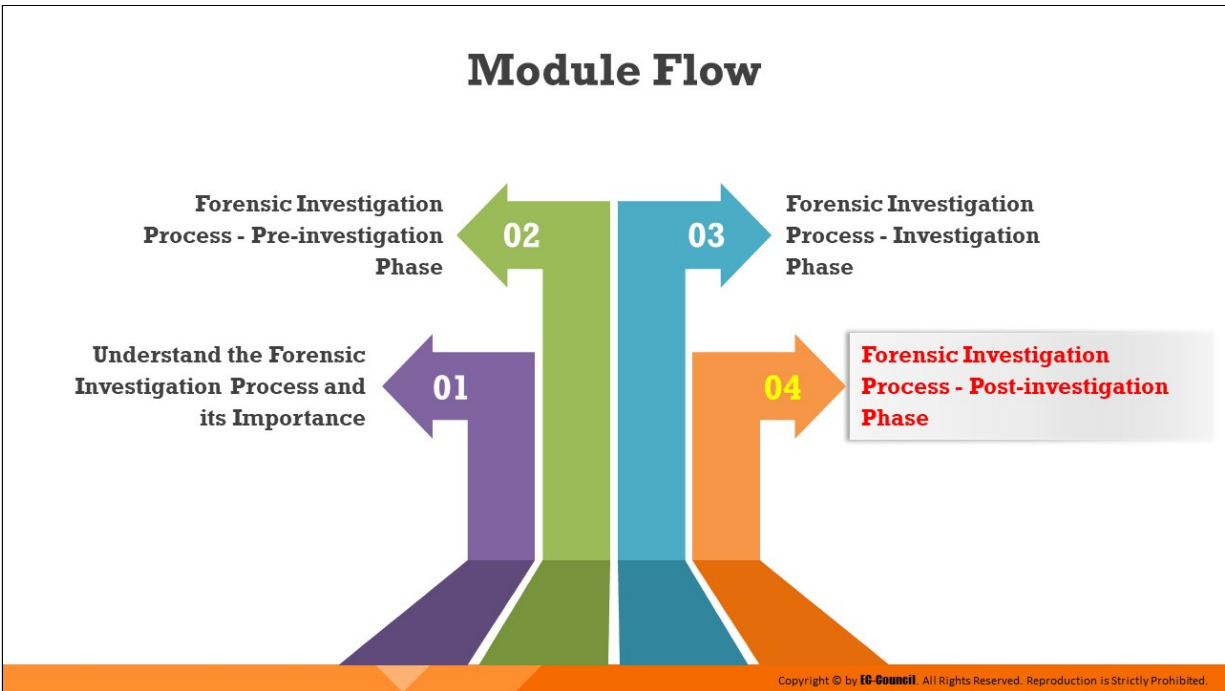 Module Flow
Forensic Investigation
Process - Pre-investigation
Phase
02
03
Forensic Investigation
Process - Investigation
Phase
Understand the Forensic
Investigation Process and
its Importance
01
04
Forensic Investigation
Process - Post-investigation
Phase
Copyright © by EC-Council. All Rights Reserved. Reproduction is Strictly Prohibited.